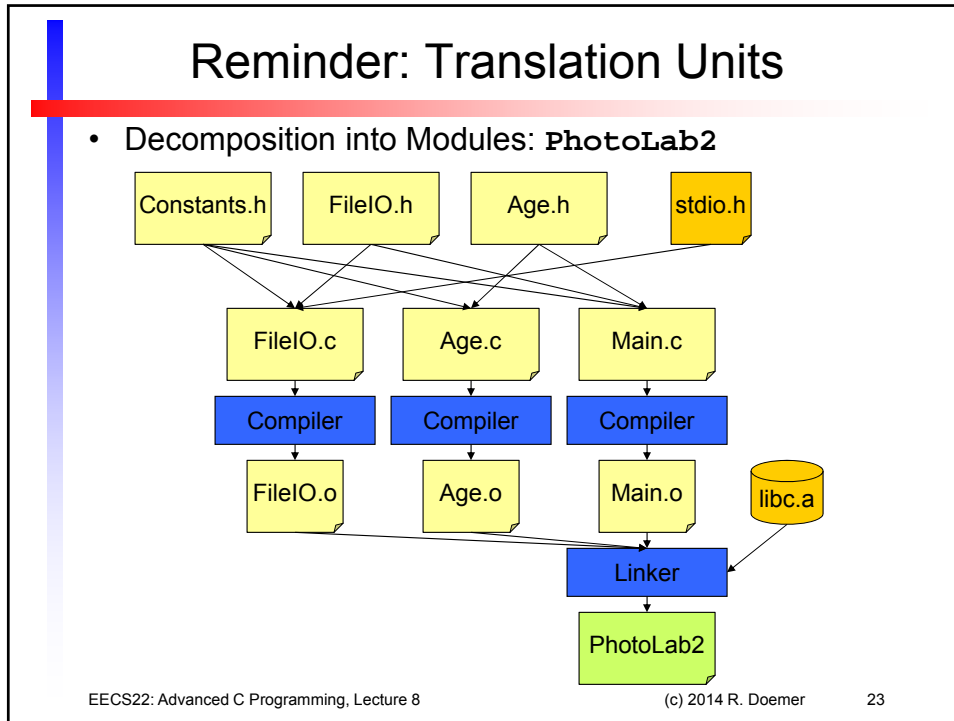 Reminder: Translation Units
• Decomposition into Modules: PhotoLab2
Constants.h
FileIO.h
Age.h
stdio.h
FileIO.c
Age.c
Main.c
Compiler
Compiler
Compiler
FileIO.o
Age.o
Main.o
libc.a
Linker
PhotoLab2
EECS22: Advanced C Programming, Lecture 8
(c) 2014 R. Doemer
23